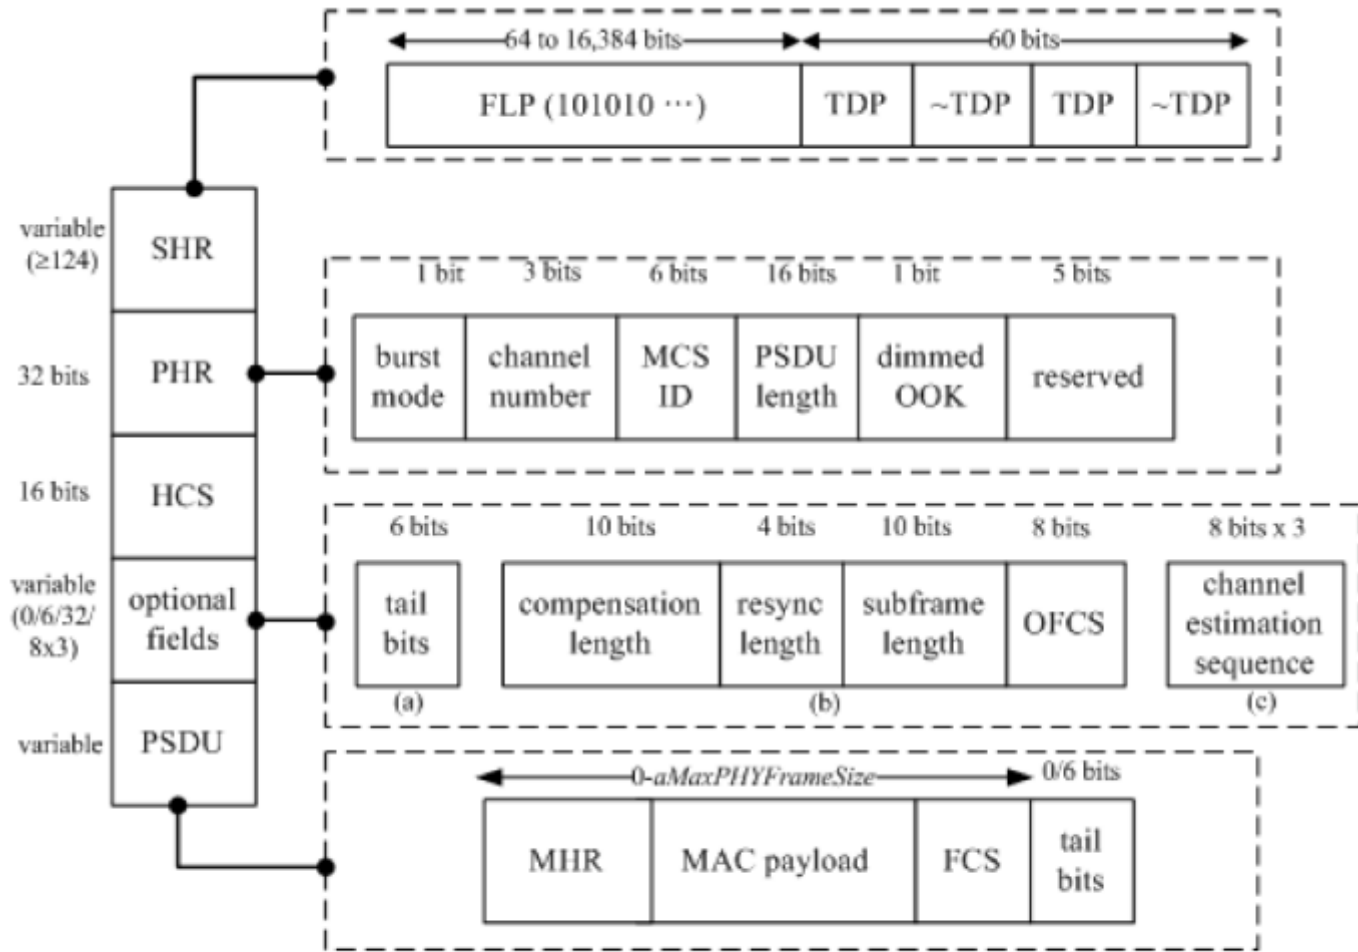 64 to 16,384 bits 60 bits
FLP (101010 ···) TDP ~TDP TDP ~TDP
variable
(≥124)
SHR
1 bit 3 bits 6 bits 16 bits 1 bit 5 bits
32 bits
PHR
burst
mode
channel
number
MCS
ID
PSDU
length
dimmed
OOK
reserved
16 bits
HCS
6 bits 10 bits 4 bits 10 bits 8 bits 8 bits x 3
variable
(0/6/32/
8x3)
optional
fields
tail
bits
(a)
compensation
length
resync
length
subframe
length
OFCS
(b)
channel
estimation
sequence
(c)
variable
PSDU
0-aMaxPHYFrameSize 0/6 bits
MHR MAC payload FCS
tail
bits